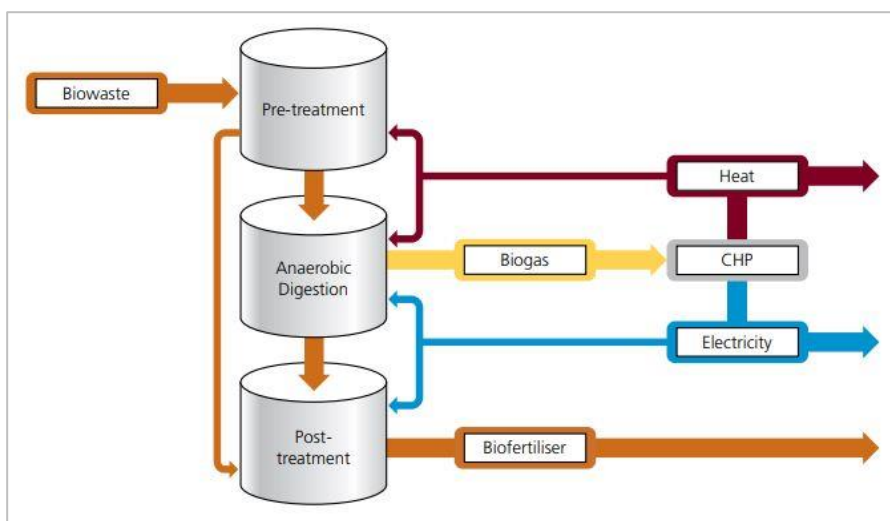 Biowaste
Pre-treatment
Heat
Anaerobic
Digestion
Biogas
CHP
Electricity
Post-
treatment
Biofertiliser